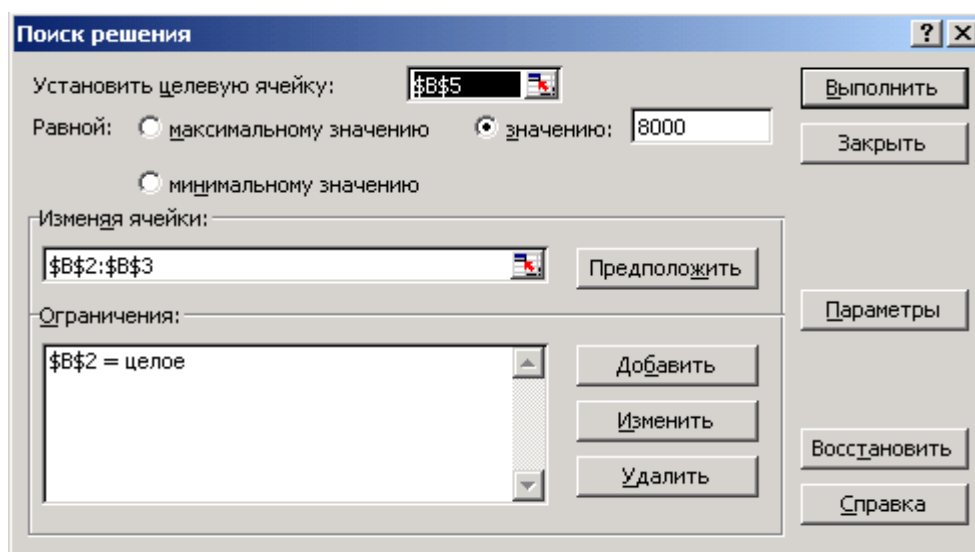 Поиск решения
Установить целевую ячейку: $B$5
Выполнить
Равной: максимальному значению значению: 8000
Закрыть
минимальному значению
Изменяя ячейки:
$B$2:$B$3 Предположить
Ограничения:
Параметры
$B$2 = целое
Добавить
Изменить
Восстановить
Удалить
Справка